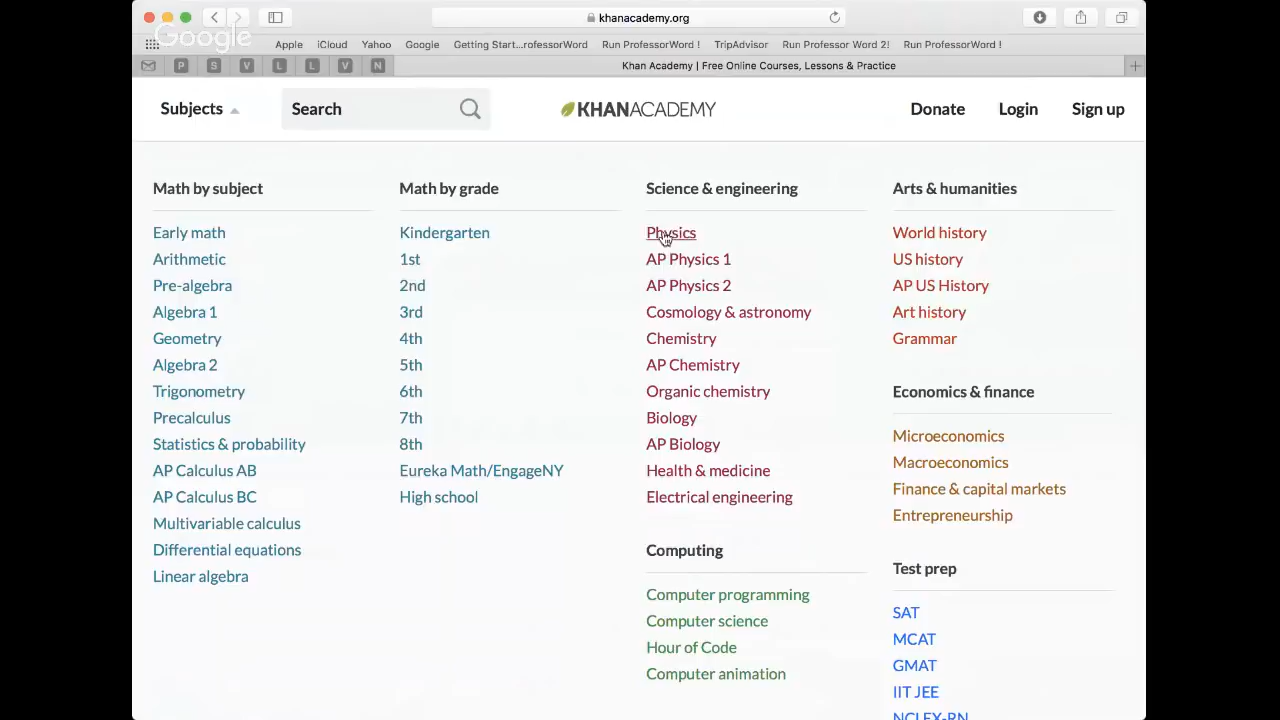 khanacademy.org
Google
Apple iCloud Yahoo Google Getting Start...rofessorWord Run ProfessorWord ! TripAdvisor Run Professor Word 2! Run ProfessorWord !
P S V L L V N Khan Academy | Free Online Courses, Lessons & Practice
Subjects Search KHANACADEMY Donate Login Sign up
Math by subject
Early math
Arithmetic
Pre-algebra
Algebra 1
Geometry
Algebra 2
Trigonometry
Precalculus
Statistics & probability
AP Calculus AB
AP Calculus BC
Multivariable calculus
Differential equations
Linear algebra
Math by grade
Kindergarten
1st
2nd
3rd
4th
5th
6th
7th
8th
Eureka Math/EngageNY
High school
Science & engineering
Physics
AP Physics 1
AP Physics 2
Cosmology & astronomy
Chemistry
AP Chemistry
Organic chemistry
Biology
AP Biology
Health & medicine
Electrical engineering
Computing
Computer programming
Computer science
Hour of Code
Computer animation
Arts & humanities
World history
US history
AP US History
Art history
Grammar
Economics & finance
Microeconomics
Macroeconomics
Finance & capital markets
Entrepreneurship
Test prep
SAT
MCAT
GMAT
IIT JEE
NCLEX-RN